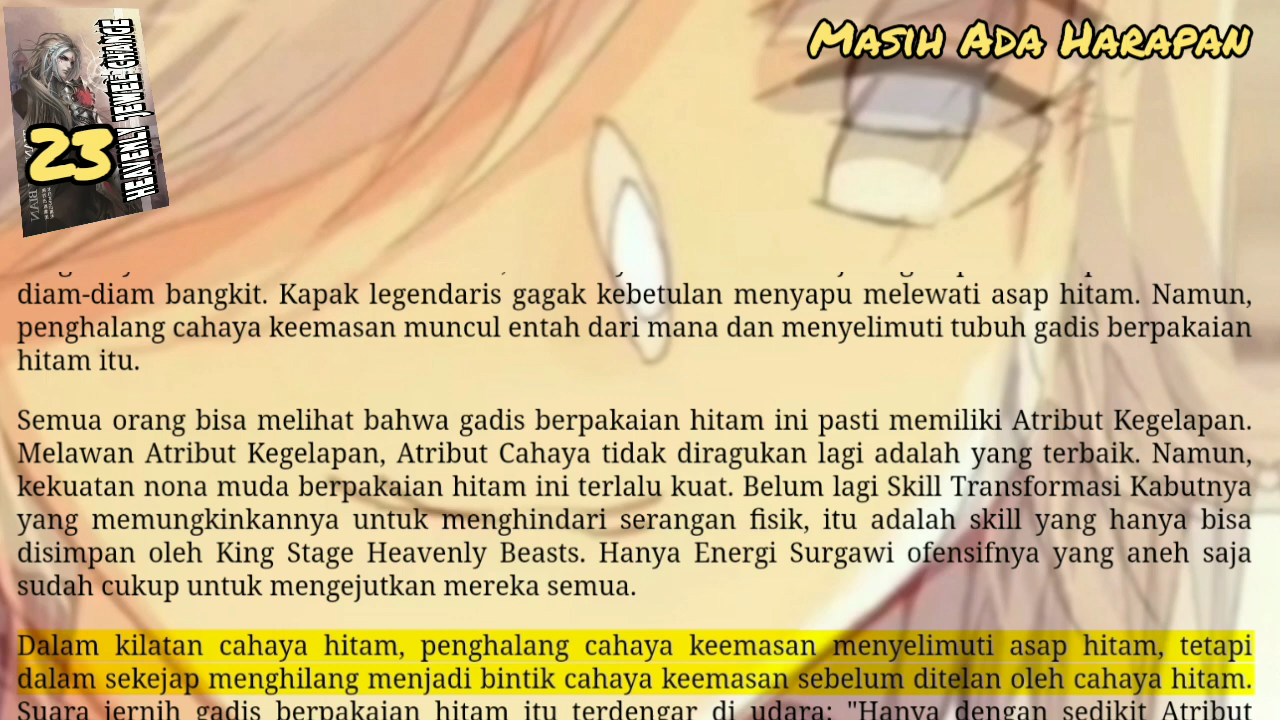 HEAVENLY JEWEL CHANGE
23
Masih Ada Harapan
diam-diam bangkit. Kapak legendaris gagak kebetulan menyapu melewati asap hitam. Namun,
penghalang cahaya keemasan muncul entah dari mana dan menyelimuti tubuh gadis berpakaian
hitam itu.
Semua orang bisa melihat bahwa gadis berpakaian hitam ini pasti memiliki Atribut Kegelapan.
Melawan Atribut Kegelapan, Atribut Cahaya tidak diragukan lagi adalah yang terbaik. Namun,
kekuatan nona muda berpakaian hitam ini terlalu kuat. Belum lagi Skill Transformasi Kabutnya
yang memungkinkannya untuk menghindari serangan fisik, itu adalah skill yang hanya bisa
disimpan oleh King Stage Heavenly Beasts. Hanya Energi Surgawi ofensifnya yang aneh saja
sudah cukup untuk mengejutkan mereka semua.
Dalam kilatan cahaya hitam, penghalang cahaya keemasan menyelimuti asap hitam, tetapi
dalam sekejap menghilang menjadi bintik cahaya keemasan sebelum ditelan oleh cahaya hitam.
Suara jernih gadis berpakaian hitam itu terdengar di udara: "Hanya dengan sedikit Atribut